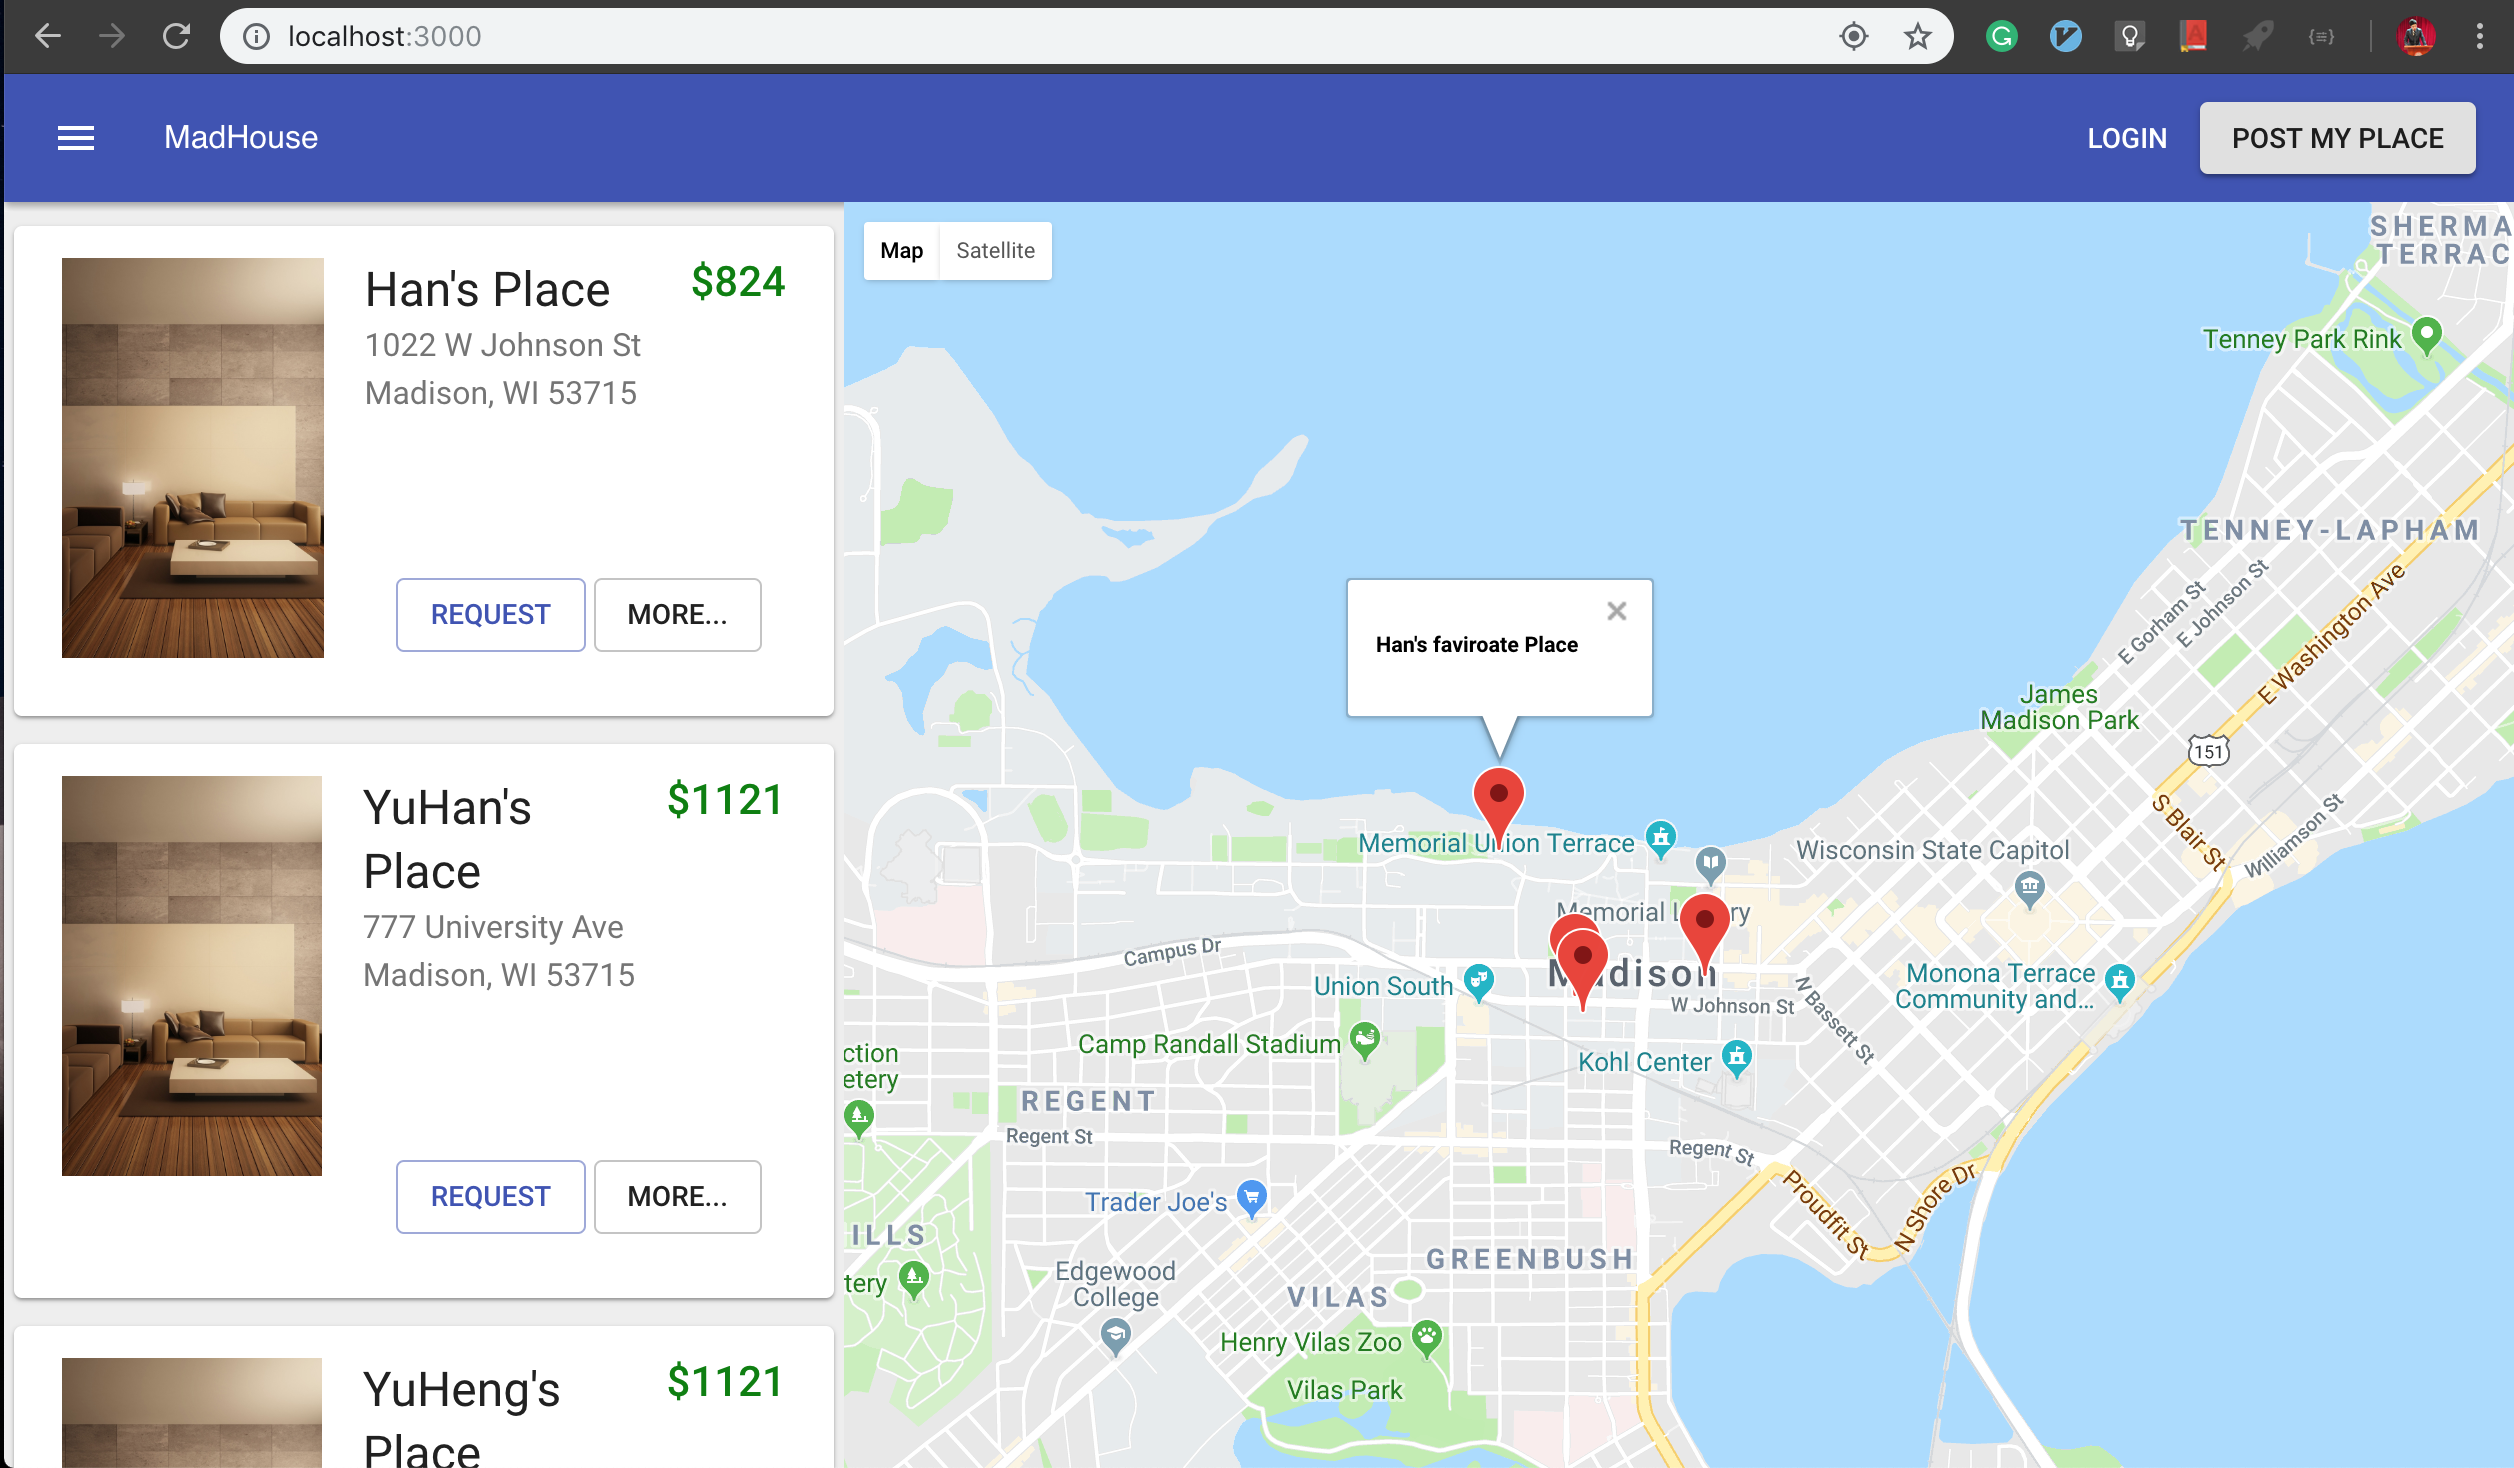 localhost:3000
MadHouse
LOGIN
POST MY PLACE
Han's Place
$824
1022 W Johnson St
Madison, WI 53715
REQUEST
MORE...
YuHan's
Place
$1121
777 University Ave
Madison, WI 53715
REQUEST
MORE...
YuHeng's
Place
$1121
Map
Satellite
SHERMA
TERRAC
Tenney Park Rink
TENNEY-LAPHAM
E Gorham St
E Johnson St
E Washington Ave
James
Madison Park
151
Han's faviroate Place
S Blair St
Williamson St
Memorial Union Terrace
Wisconsin State Capitol
Memorial L ry
Campus Dr
Madison
Union South
W Johnson St
N Bassett St
Monona Terrace
Community and...
Camp Randall Stadium
Kohl Center
ction
etery
REGENT
Regent St
Regent St
Proudfit St
N Shore Dr
Trader Joe's
ILLS
GREENBUSH
tery
Edgewood
College
VILAS
Henry Vilas Zoo
Vilas Park